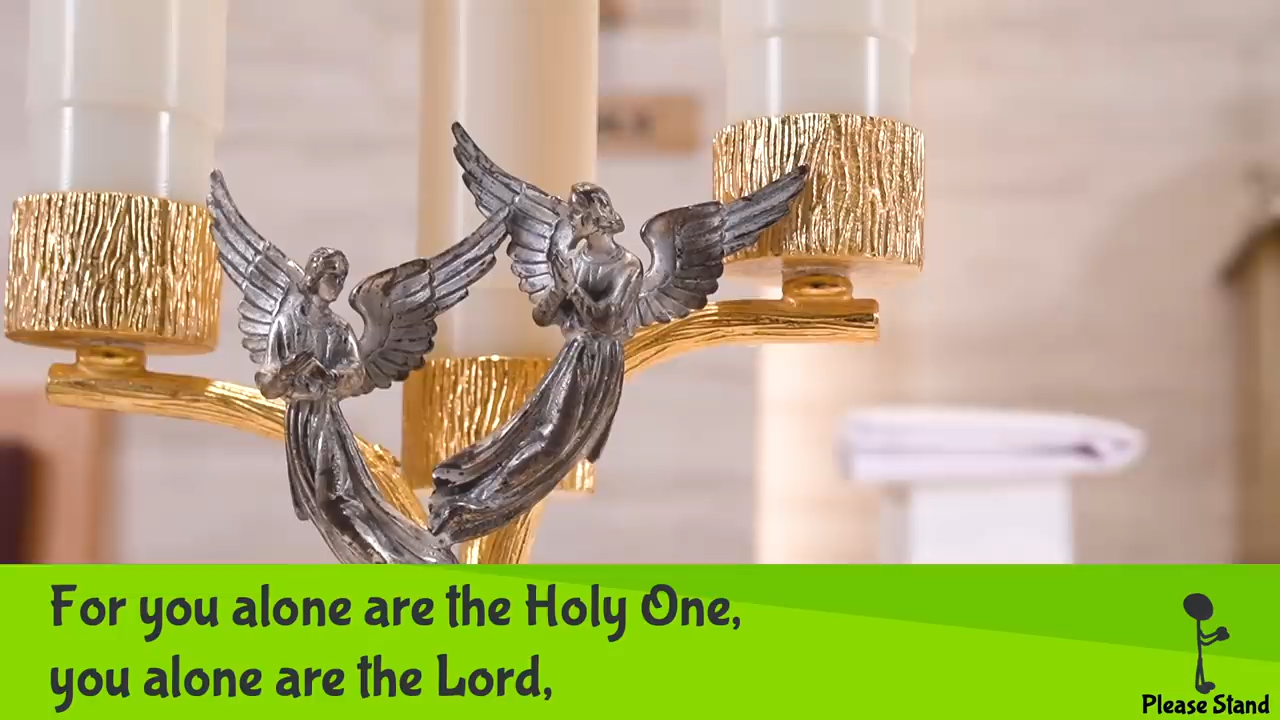 For you alone are the Holy One,
you alone are the Lord,
Please Stand